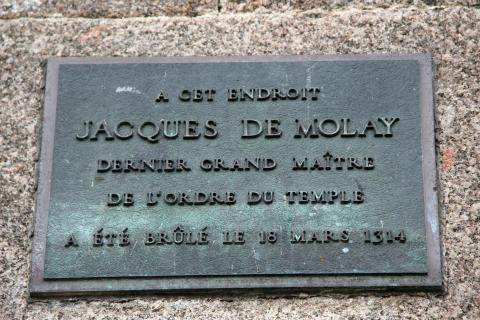 A CET ENDROIT
JACQUES DE MOLAY
DERNIER GRAND MAÎTRE
DE L'ORDRE DU TEMPLE
A ÉTÉ BRÛLÉ LE 18 MARS 1314